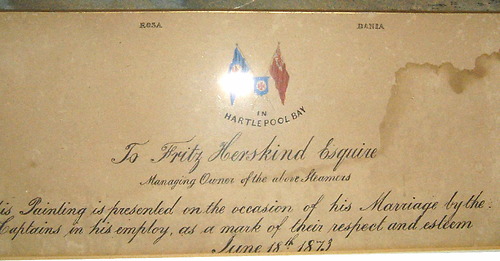 ROSA DANIA
IN
HARTLEPOOL BAY
To Fritz Herskind Esquire
Managing Owner of the above Steamers
is Painting is presented on the occasion of his Marriage by the
Captains in his employ, as a mark of their respect and esteem
June 18th 1873